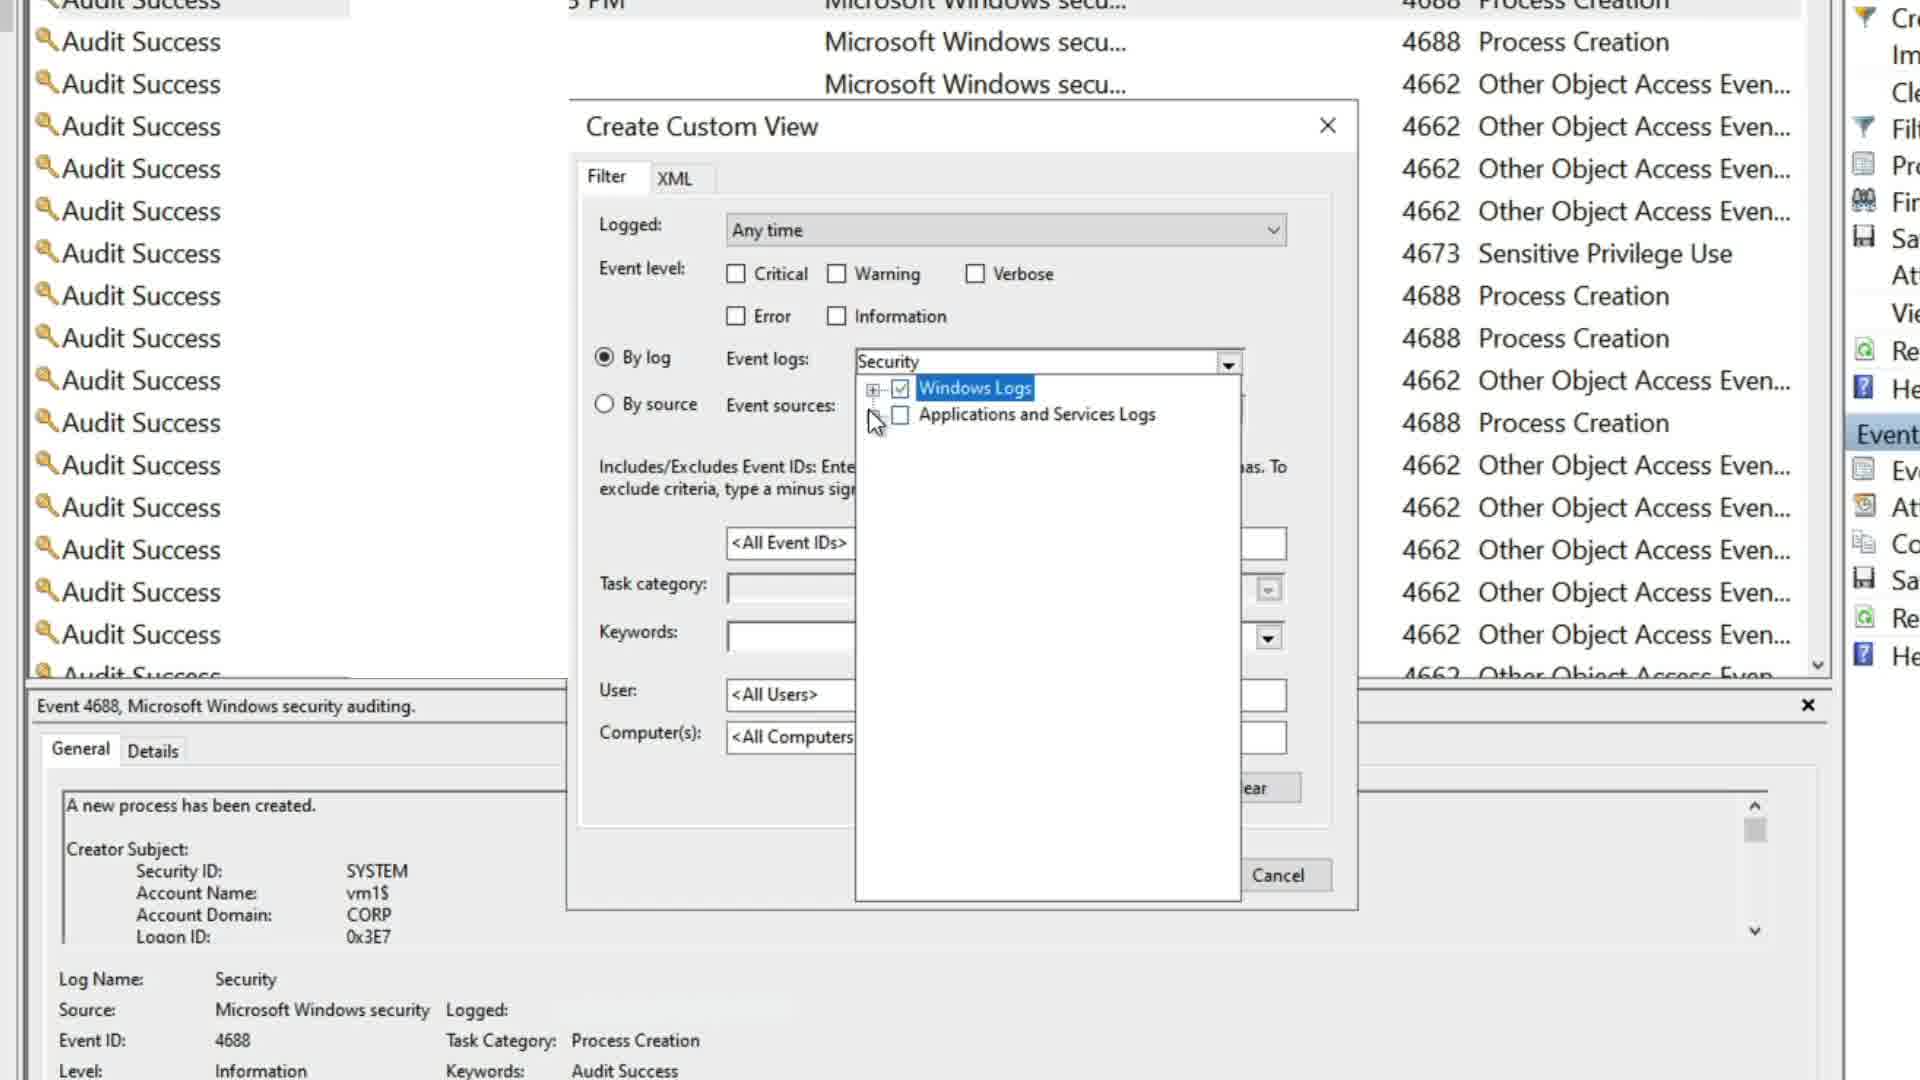 Audit Success Microsoft Windows secu... 4688 Process Creation
Audit Success Microsoft Windows secu... 4688 Process Creation
Audit Success Microsoft Windows secu... 4662 Other Object Access Even...
Audit Success 4662 Other Object Access Even...
Audit Success 4662 Other Object Access Even...
Audit Success 4662 Other Object Access Even...
Audit Success 4673 Sensitive Privilege Use
Audit Success 4688 Process Creation
Audit Success 4688 Process Creation
Audit Success 4662 Other Object Access Even...
Audit Success 4688 Process Creation
Audit Success 4662 Other Object Access Even...
Audit Success 4662 Other Object Access Even...
Audit Success 4662 Other Object Access Even...
Audit Success 4662 Other Object Access Even...
Audit Success 4662 Other Object Access Even...
Audit Success 4662 Other Object Access Even...
Create Custom View
Filter XML
Logged: Any time
Event level: Critical Warning Verbose
Error Information
By log Event logs: Security
Windows Logs
By source Event sources:
Applications and Services Logs
Includes/Excludes Event IDs: Ente
To
exclude criteria, type a minus sig
<All Event IDs>
Task category:
Keywords:
User: <All Users>
Computer(s): <All Computers
ear
Cancel
Event 4688, Microsoft Windows security auditing.
General Details
A new process has been created.
Creator Subject:
Security ID: SYSTEM
Account Name: vm1$
Account Domain: CORP
Logon ID: 0x3E7
Log Name: Security
Source: Microsoft Windows security Logged:
Event ID: 4688 Task Category: Process Creation
Level: Information Keywords: Audit Success
Cre
Im
Cle
Filt
Pro
Fin
Sa
Att
Vie
Re
He
Event
Eve
Att
Co
Sa
Re
He